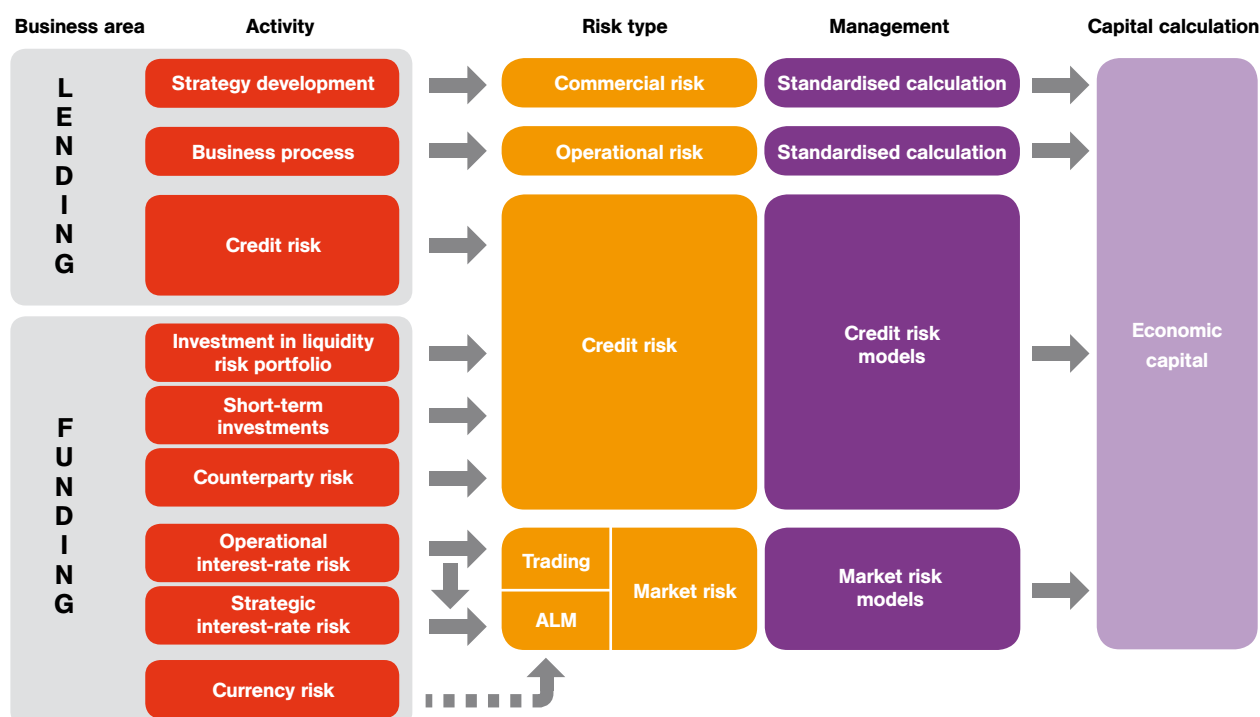 Business area
Activity
Risk type
Management
Capital calculation
LENDING
Strategy development
Commercial risk
Standardised calculation
Business process
Operational risk
Standardised calculation
Credit risk
Credit risk
Credit risk
models
Economic
capital
FUNDING
Investment in liquidity
risk portfolio
Short-term
investments
Counterparty risk
Operational
interest-rate risk
Trading
Market risk
Market risk
models
Strategic
interest-rate risk
ALM
Currency risk